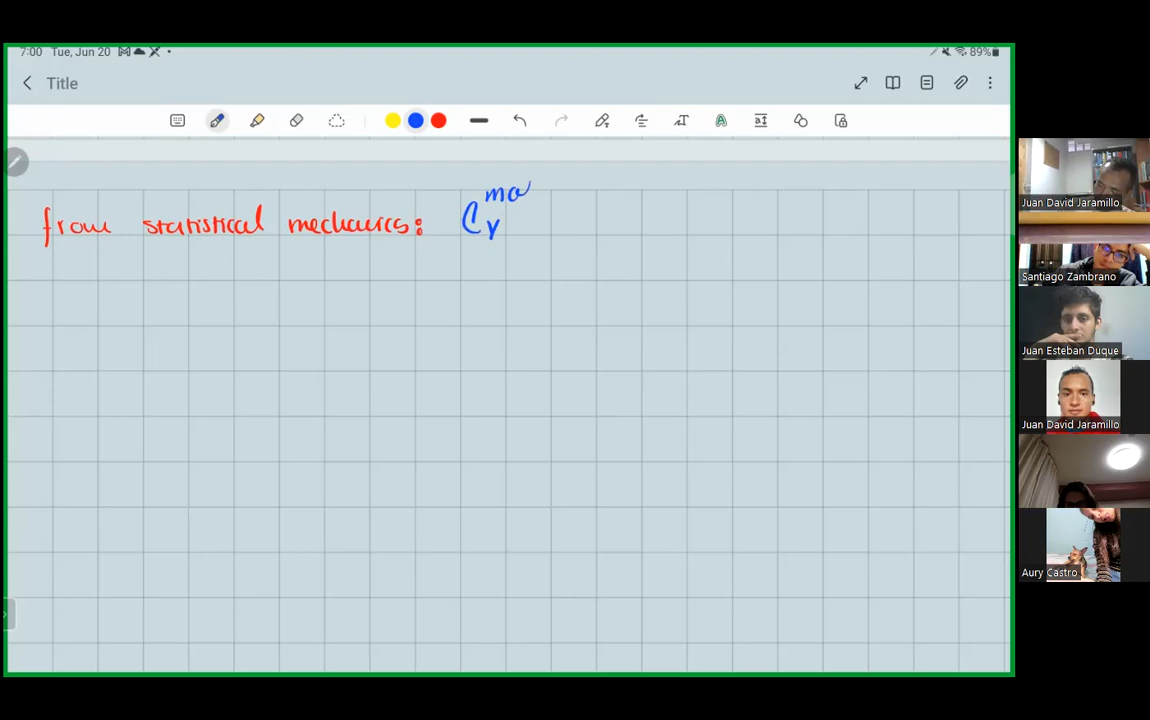 7:00 Tue, Jun 20 89%
Title
from statistical mechanics: C_V^mo
Juan David Jaramillo
Santiago Zambrano
Juan Esteban Duque
Juan David Jaramillo
Aury Castro